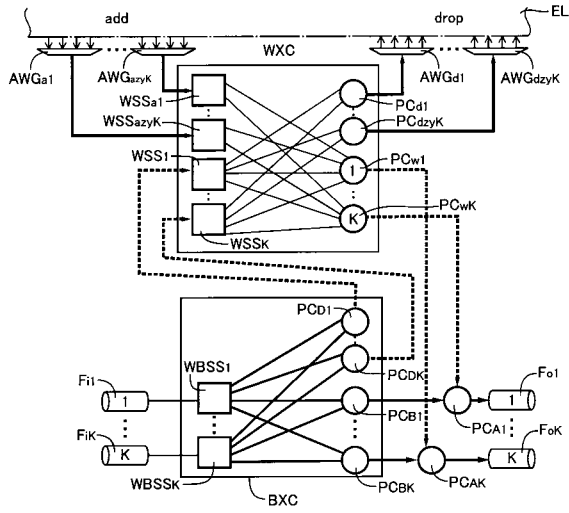 add drop EL
AWGa1 AWGazyK WXC AWGd1 AWGdzyK
WSSa1 PCd1
WSSazyK PCdzyK
WSS1 1 PCw1
K PCwK
WSSK
PCD1
WBSS1 PCDK
Fi1 Fo1
1 PCB1 1
FiK PCA1 FoK
K K
WBSSK PCBK PCAK
BXC